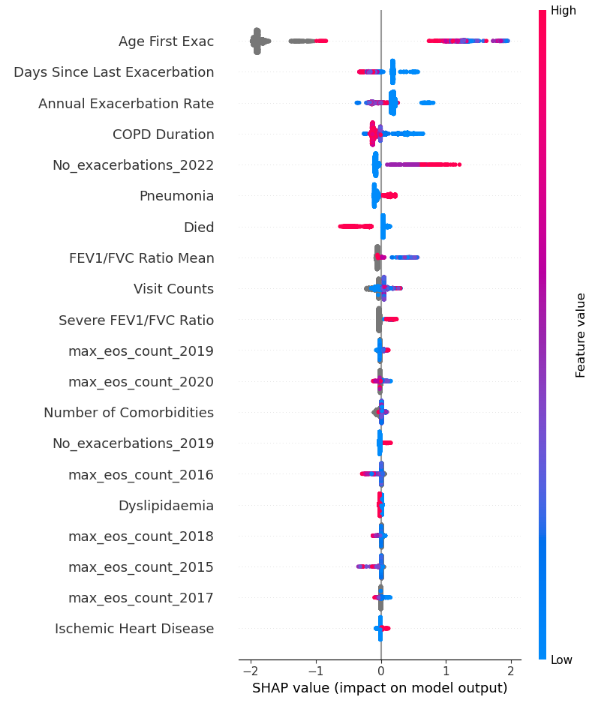 High
Age First Exac
Days Since Last Exacerbation
Annual Exacerbation Rate
COPD Duration
No_exacerbations_2022
Pneumonia
Died
FEV1/FVC Ratio Mean
Visit Counts
Severe FEV1/FVC Ratio
max_eos_count_2019
max_eos_count_2020
Number of Comorbidities
No_exacerbations_2019
max_eos_count_2016
Dyslipidaemia
max_eos_count_2018
max_eos_count_2015
max_eos_count_2017
Ischemic Heart Disease
Feature value
Low
−2 −1 0 1 2
SHAP value (impact on model output)